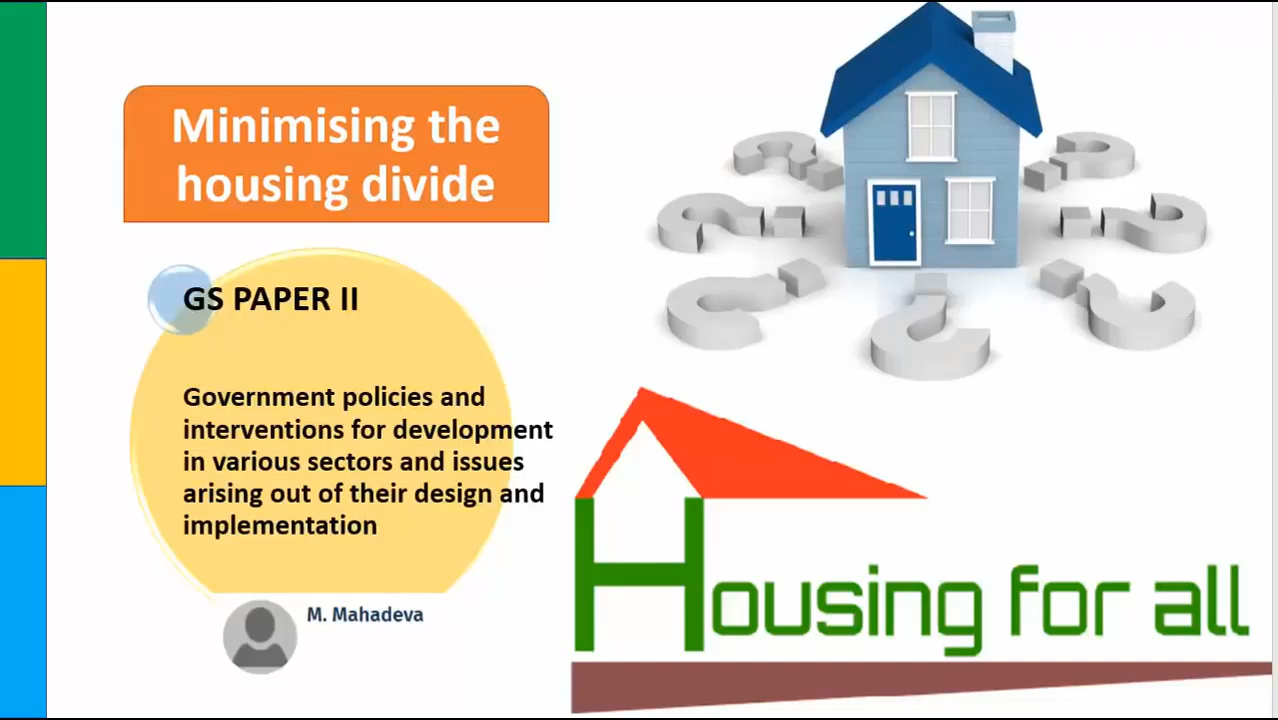 Minimising the
housing divide
GS PAPER II
Government policies and
interventions for development
in various sectors and issues
arising out of their design and
implementation
M. Mahadeva
Housing for all